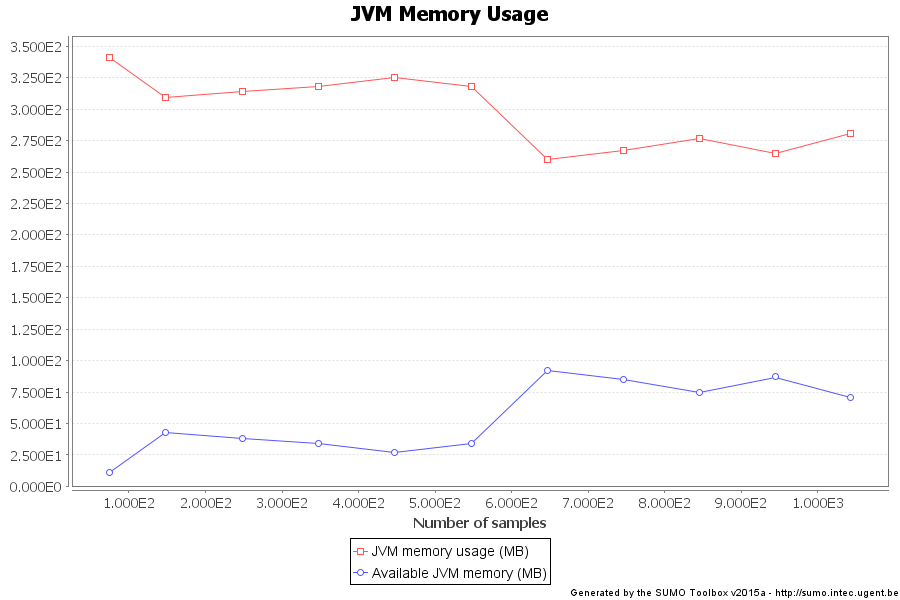 JVM Memory Usage
3.500E2
3.250E2
3.000E2
2.750E2
2.500E2
2.250E2
2.000E2
1.750E2
1.500E2
1.250E2
1.000E2
7.500E1
5.000E1
2.500E1
0.000E0
1.000E2 2.000E2 3.000E2 4.000E2 5.000E2 6.000E2 7.000E2 8.000E2 9.000E2 1.000E3
Number of samples
JVM memory usage (MB)
Available JVM memory (MB)
Generated by the SUMO Toolbox v2015a - http://sumo.intec.ugent.be